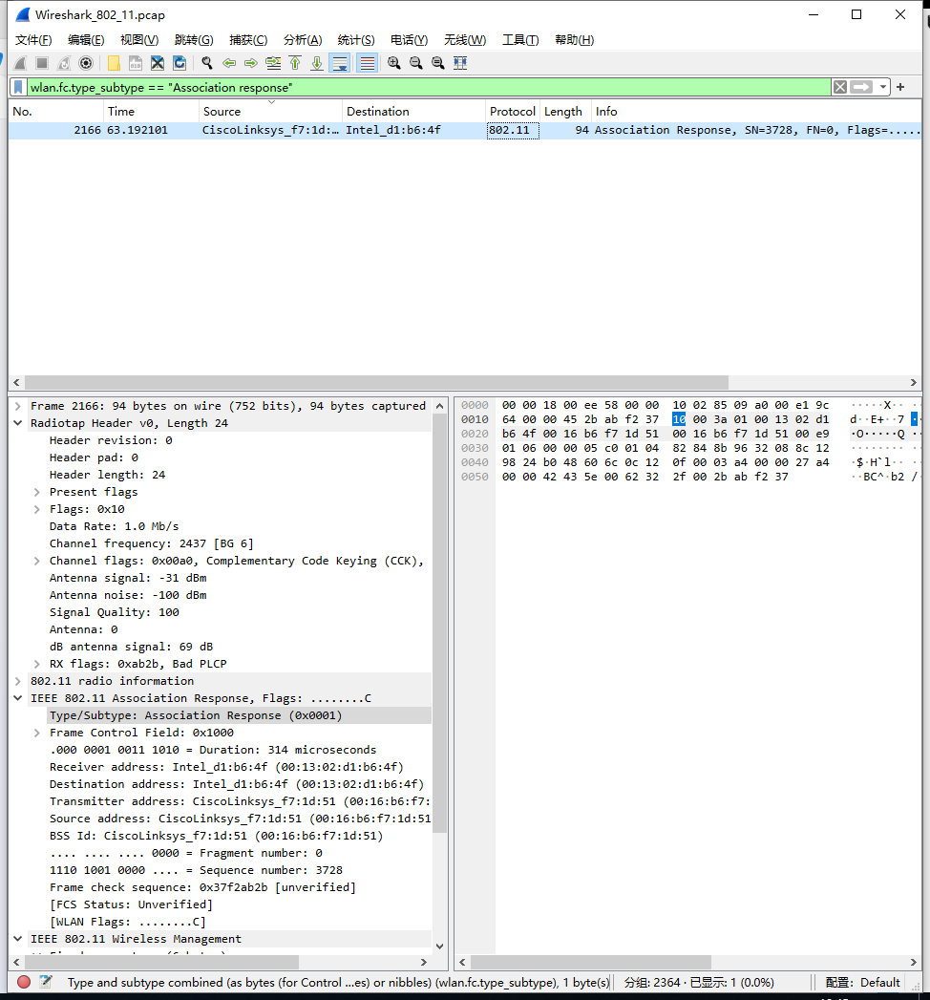 Wireshark_802_11.pcap
文件(F) 编辑(E) 视图(V) 跳转(G) 捕获(C) 分析(A) 统计(S) 电话(Y) 无线(W) 工具(T) 帮助(H)
wlan.fc.type_subtype == "Association response"
No. Time Source Destination Protocol Length Info
2166 63.192101 CiscoLinksys_f7:1d:… Intel_d1:b6:4f 802.11 94 Association Response, SN=3728, FN=0, Flags=.....
Frame 2166: 94 bytes on wire (752 bits), 94 bytes captured
Radiotap Header v0, Length 24
Header revision: 0
Header pad: 0
Header length: 24
Present flags
Flags: 0x10
Data Rate: 1.0 Mb/s
Channel frequency: 2437 [BG 6]
Channel flags: 0x00a0, Complementary Code Keying (CCK),
Antenna signal: -31 dBm
Antenna noise: -100 dBm
Signal Quality: 100
Antenna: 0
dB antenna signal: 69 dB
RX flags: 0xab2b, Bad PLCP
802.11 radio information
IEEE 802.11 Association Response, Flags: ........C
Type/Subtype: Association Response (0x0001)
Frame Control Field: 0x1000
.000 0001 0011 1010 = Duration: 314 microseconds
Receiver address: Intel_d1:b6:4f (00:13:02:d1:b6:4f)
Destination address: Intel_d1:b6:4f (00:13:02:d1:b6:4f)
Transmitter address: CiscoLinksys_f7:1d:51 (00:16:b6:f7:
Source address: CiscoLinksys_f7:1d:51 (00:16:b6:f7:1d:51
BSS Id: CiscoLinksys_f7:1d:51 (00:16:b6:f7:1d:51)
.... .... .... 0000 = Fragment number: 0
1110 1001 0000 .... = Sequence number: 3728
Frame check sequence: 0x37f2ab2b [unverified]
[FCS Status: Unverified]
[WLAN Flags: ........C]
IEEE 802.11 Wireless Management
0000 00 00 18 00 ee 58 00 00 10 02 85 09 a0 00 e1 9c ·····X·· ··
0010 64 00 00 45 2b ab f2 37 10 00 3a 01 00 13 02 d1 d··E+··7 ·
0020 b6 4f 00 16 b6 f7 1d 51 00 16 b6 f7 1d 51 00 e9 ·O·····Q ··
0030 01 06 00 00 05 c0 01 04 82 84 8b 96 32 08 8c 12 ········ ··
0040 98 24 b0 48 60 6c 0c 12 0f 00 03 a4 00 00 27 a4 ·$·H`l·· ··
0050 00 00 42 43 5e 00 62 32 2f 00 2b ab f2 37 ··BC^·b2 /·
Type and subtype combined (as bytes (for Control ...es) or nibbles) (wlan.fc.type_subtype), 1 byte(s) 分组: 2364 · 已显示: 1 (0.0%) 配置: Default